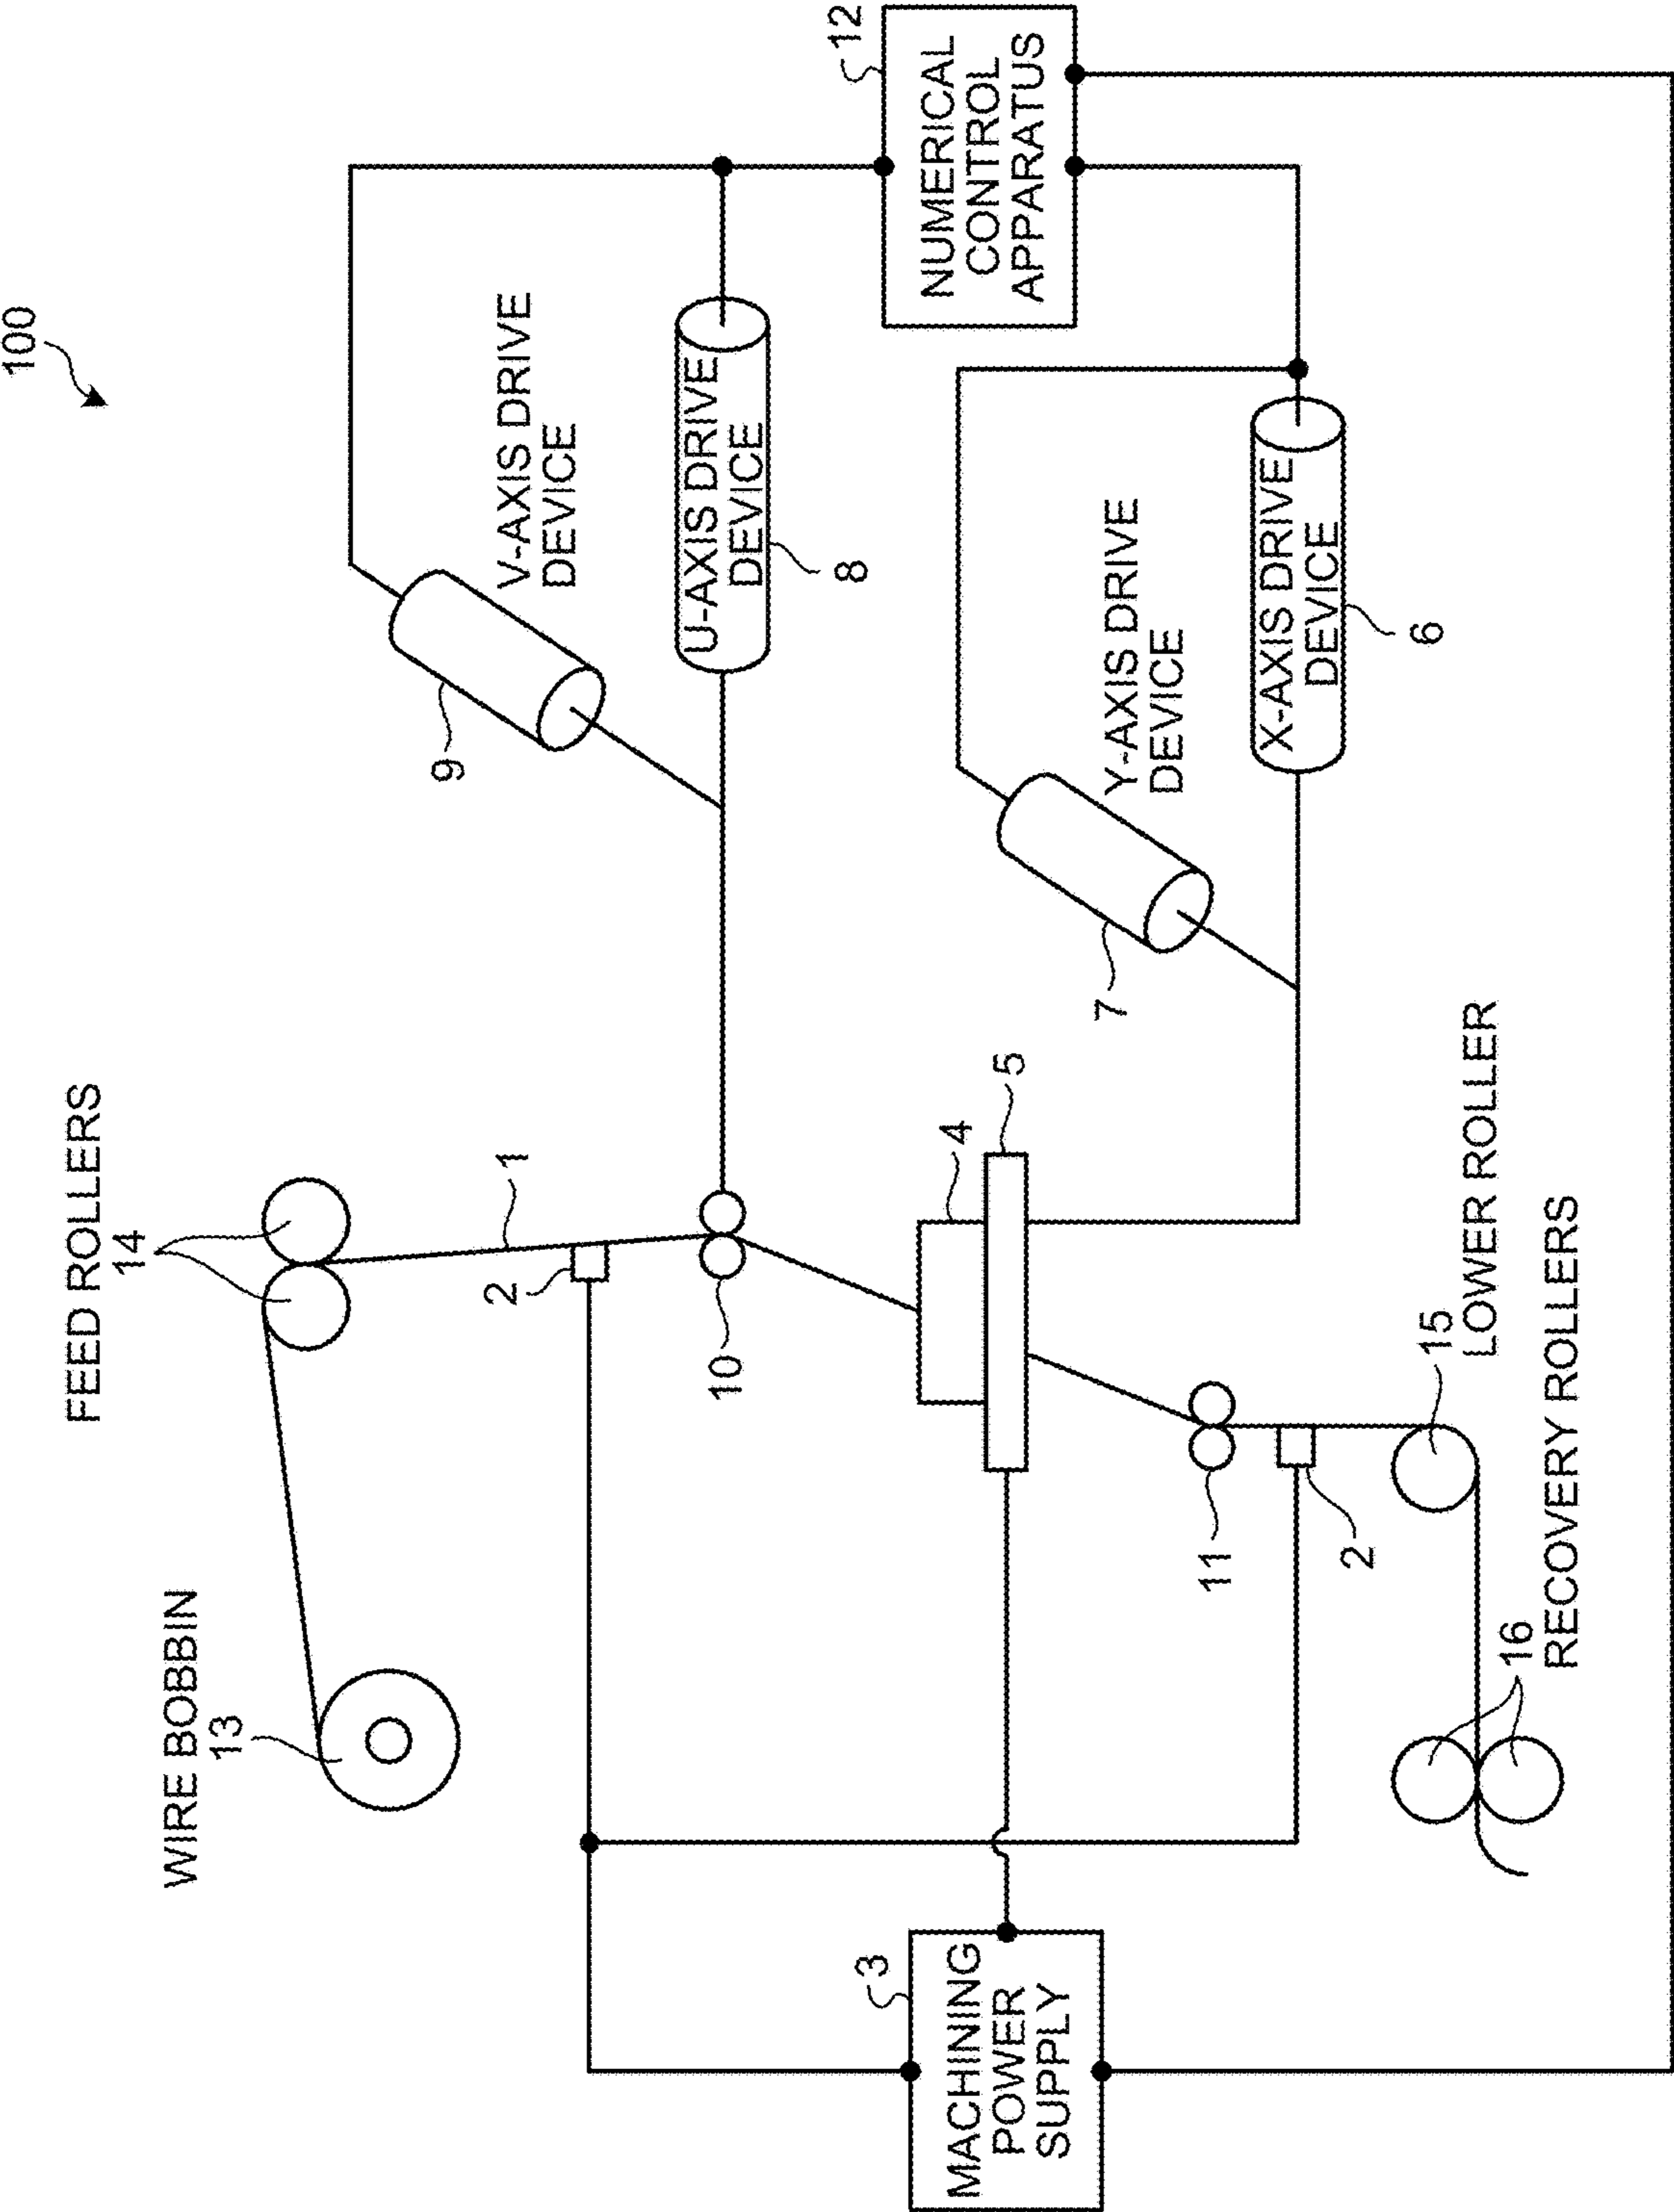 100
FEED ROLLERS
14
WIRE BOBBIN
13
1
2
10
9
V-AXIS DRIVE
DEVICE
U-AXIS DRIVE
DEVICE
8
12
NUMERICAL
CONTROL
APPARATUS
3
MACHINING
POWER
SUPPLY
4
5
7
Y-AXIS DRIVE
DEVICE
X-AXIS DRIVE
DEVICE
6
11
2
15
LOWER ROLLER
16
RECOVERY ROLLERS